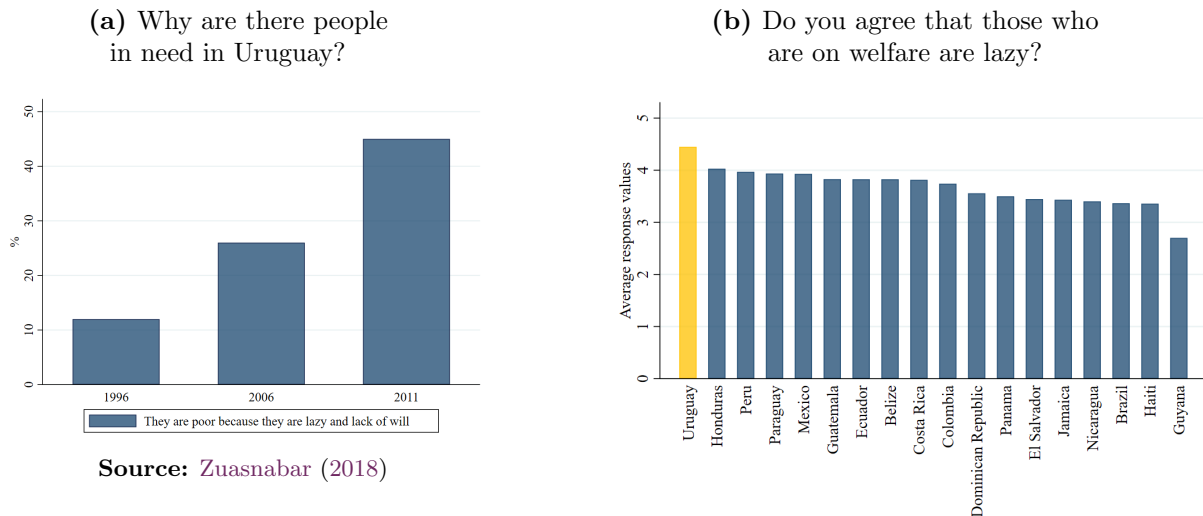 (a) Why are there people
in need in Uruguay?
50
40
30
20
10
0
%
1996 2006 2011
They are poor because they are lazy and lack of will
Source: Zuasnabar (2018)
(b) Do you agree that those who
are on welfare are lazy?
5
4
3
2
1
0
Average response values
Uruguay
Honduras
Peru
Paraguay
Mexico
Guatemala
Ecuador
Belize
Costa Rica
Colombia
Dominican Republic
Panama
El Salvador
Jamaica
Nicaragua
Brazil
Haiti
Guyana